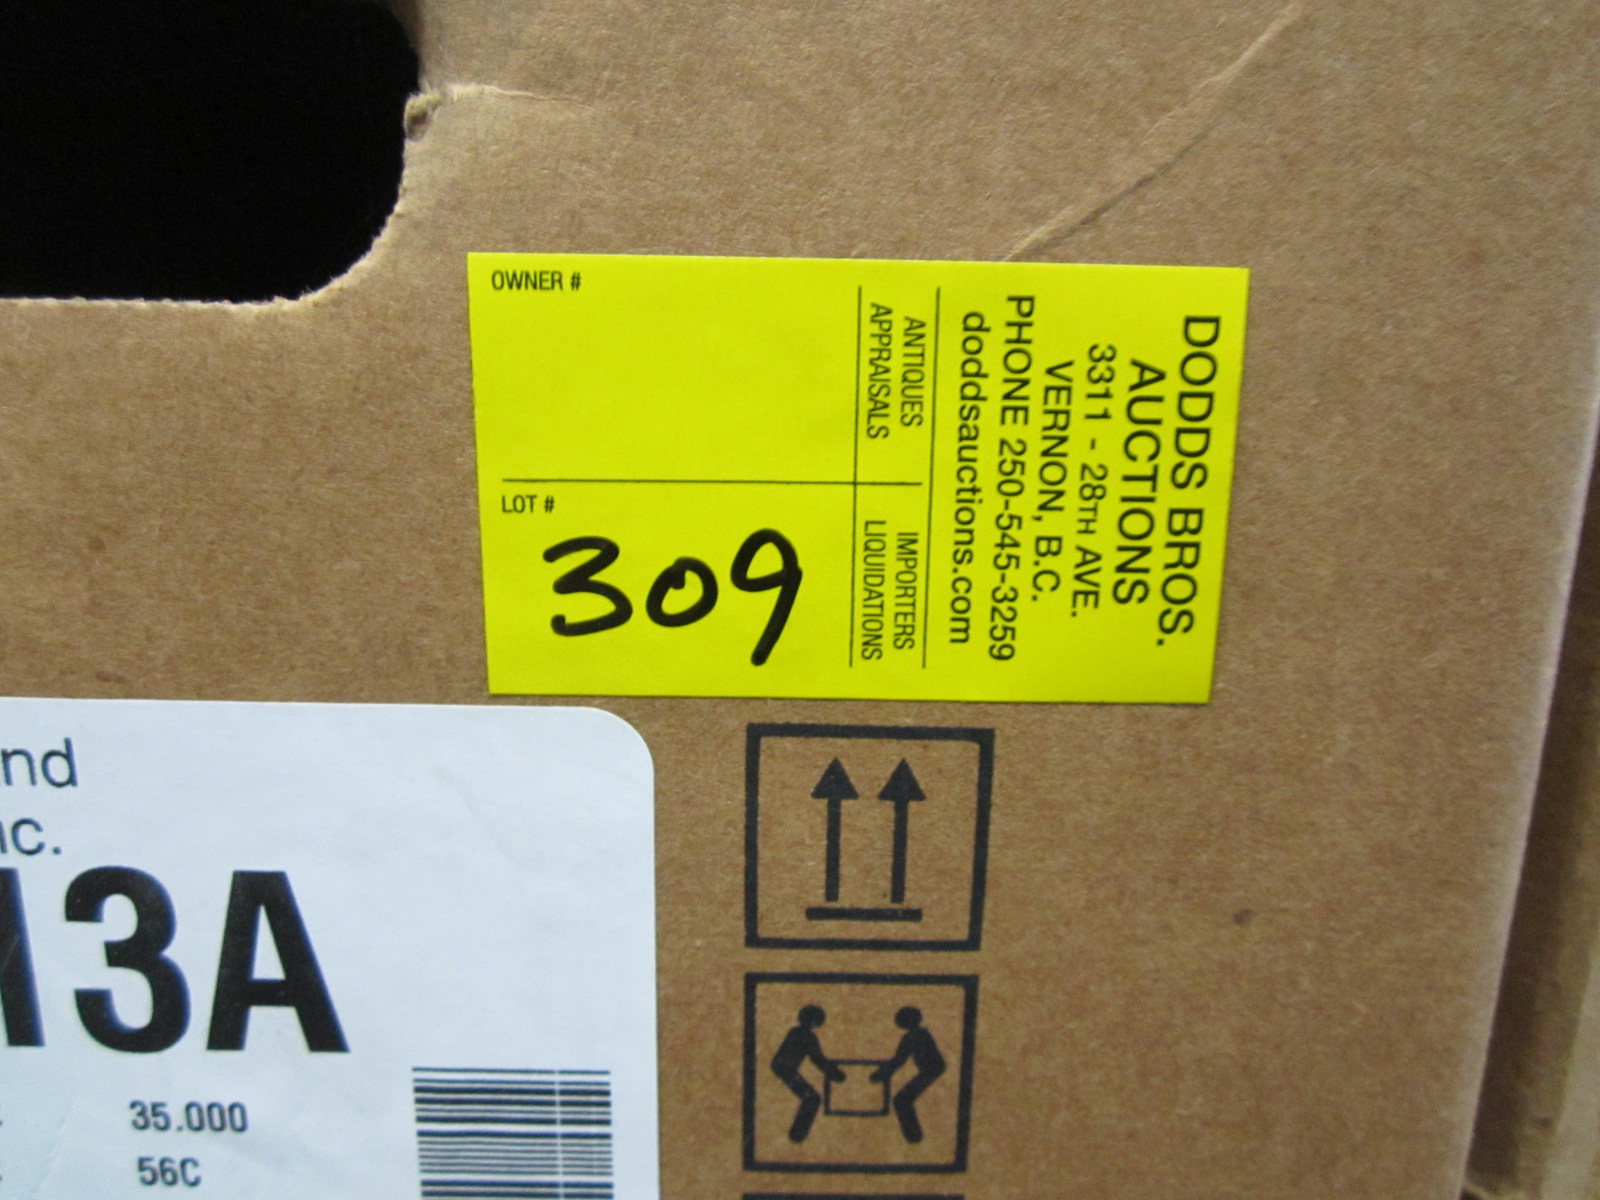 OWNER #
LOT #
309
ANTIQUES
APPRAISALS
IMPORTERS
LIQUIDATIONS
DODDS BROS.
AUCTIONS
3311 - 28TH AVE.
VERNON, B.C.
PHONE 250-545-3259
doddsauctions.com
nd
nc.
13A
35.000
56C